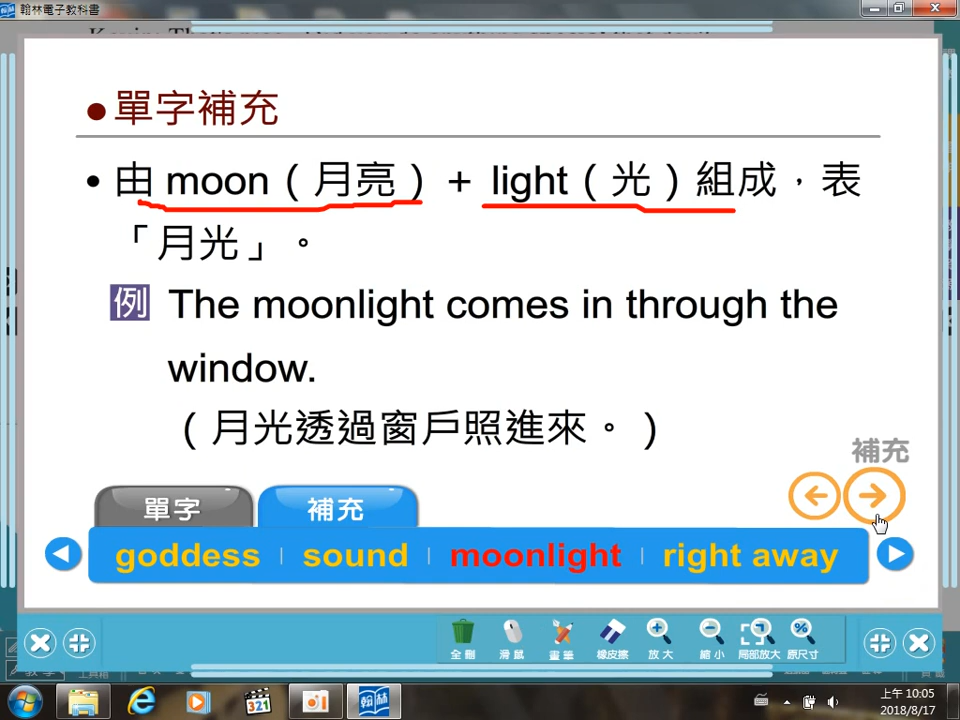 翰林電子教科書
單字補充
• 由 moon（月亮）+ light（光）組成，表
「月光」。
例 The moonlight comes in through the
window.
（月光透過窗戶照進來。）
補充
單字 補充
goddess | sound | moonlight | right away
全刪 滑鼠 畫筆 橡皮擦 放大 縮小 局部放大 原尺寸
321 翰林
上午 10:05
2018/8/17